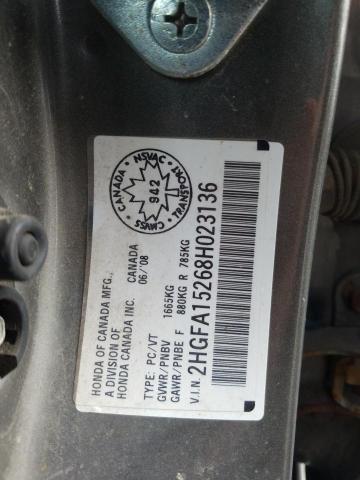 HONDA OF CANADA MFG.,
A DIVISION OF
HONDA CANADA INC. CANADA
06/'08
TYPE: PC/VT
GVWR/PNBV 1665KG
GAWR/PNBE F 880KG R 785KG
V.I.N. 2HGFA15268H023136
CANADA
NSVAC
TRANSPORT
CMVSS
942